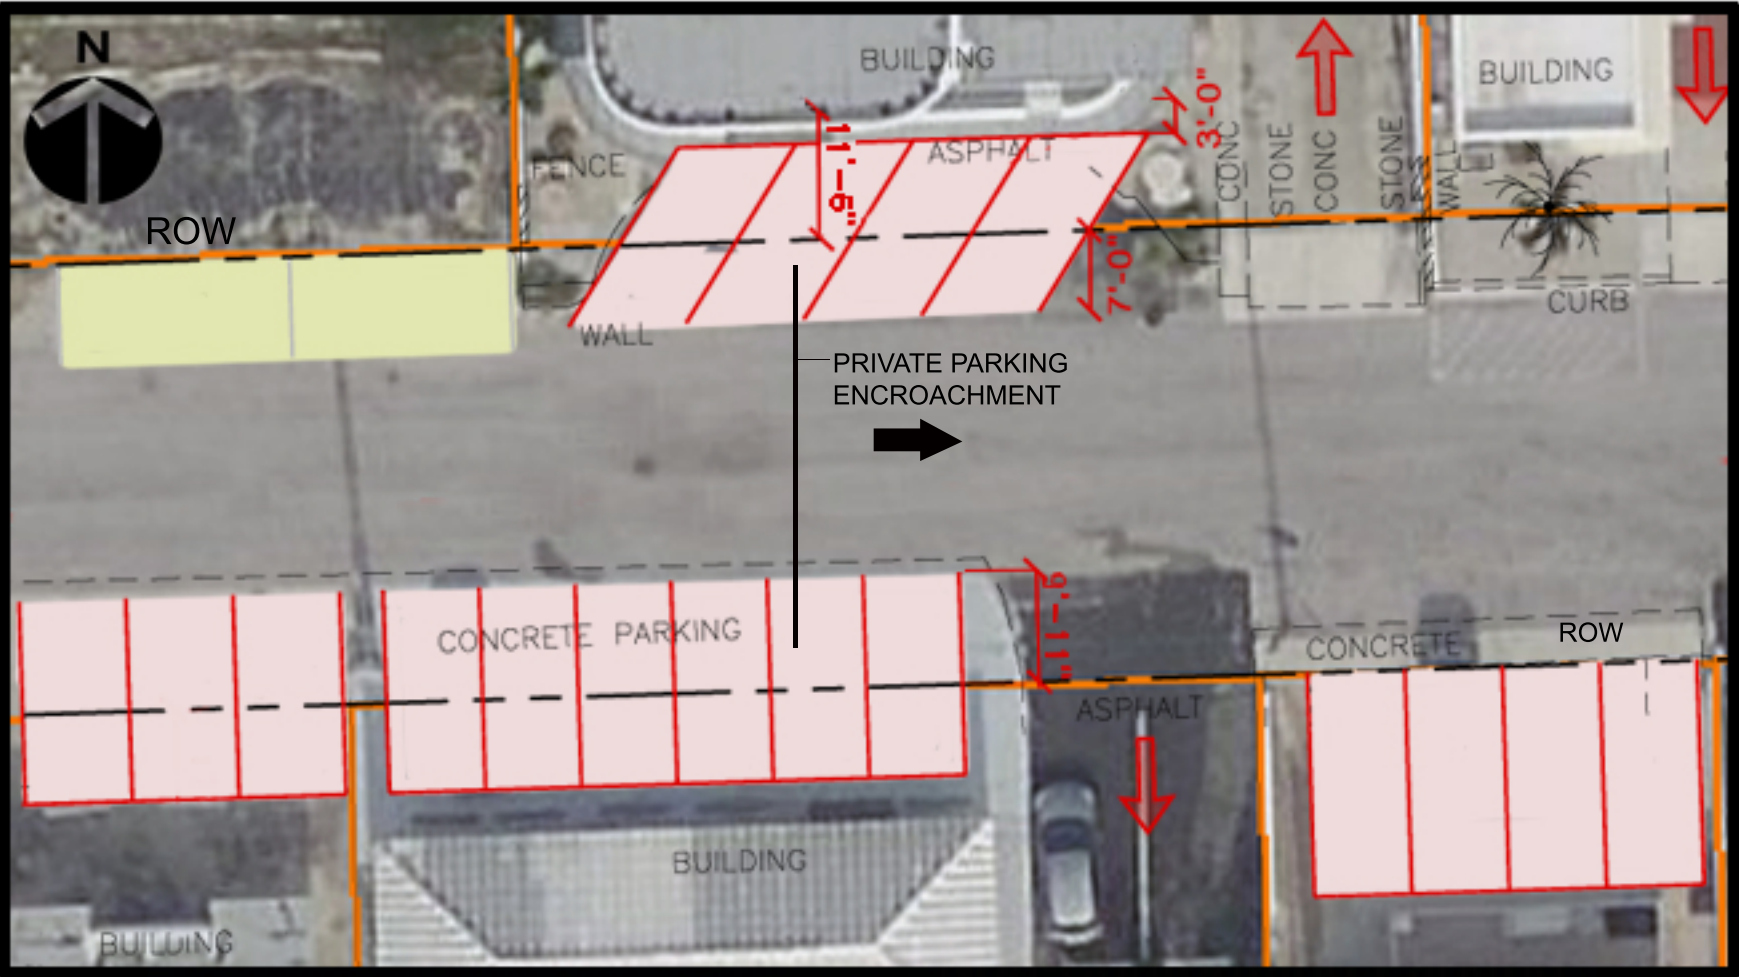 N
BUILDING
BUILDING
3'-0"
11'-6"
FENCE
ASPHALT
CONC
STONE
CONC
STONE
WALL
ROW
7'-0"
CURB
WALL
PRIVATE PARKING
ENCROACHMENT
9'-11"
CONCRETE PARKING
CONCRETE
ROW
ASPHALT
BUILDING
BUILDING